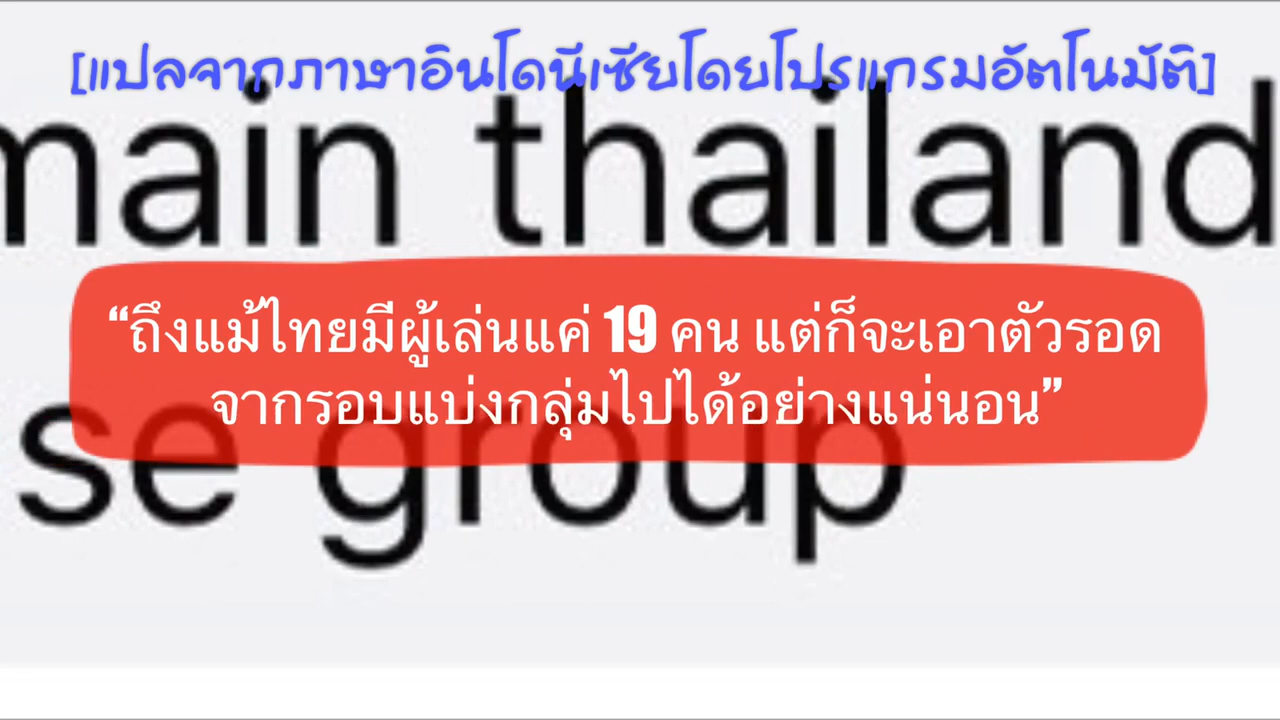 [แปลจากภาษาอินโดนีเซียโดยโปรแกรมอัตโนมัติ]
main thailand
“ถึงแม้ไทยมีผู้เล่นแค่ 19 คน แต่ก็จะเอาตัวรอด
จากรอบแบ่งกลุ่มไปได้อย่างแน่นอน”
se group